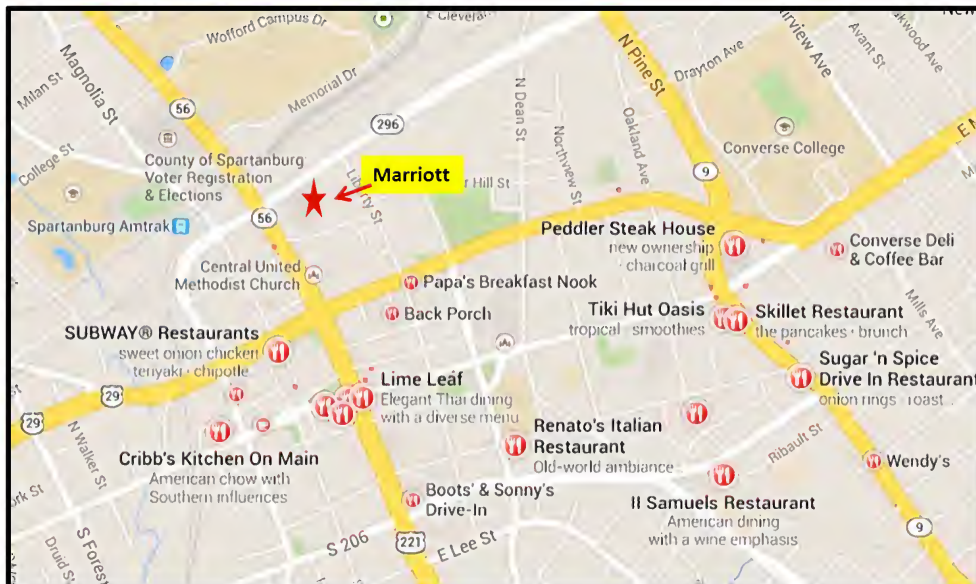 Wofford Campus Dr
E Cleveland
Magnolia St
Milan St
Memorial Dr
56
296
N Dean St
Northview St
Oakland Ave
N Pine St
Drayton Ave
Fairview Ave
Oakwood Ave
Avant St
College St
County of Spartanburg
Voter Registration
& Elections
Marriott
Liberty St
Hill St
9
Converse College
E N
Spartanburg Amtrak
56
Central United
Methodist Church
Peddler Steak House
new ownership
charcoal grill
Converse Deli
& Coffee Bar
Papa's Breakfast Nook
Back Porch
Tiki Hut Oasis
tropical · smoothies
Skillet Restaurant
the pancakes · brunch
Mills Ave
SUBWAY® Restaurants
sweet onion chicken
teriyaki · chipotle
Sugar 'n Spice
Drive In Restaurant
onion rings · roast...
29
29
Lime Leaf
Elegant Thai dining
with a diverse menu
Renato's Italian
Restaurant
Old-world ambiance
Ribault St
N Walker St
Cribb's Kitchen On Main
American chow with
Southern influences
Wendy's
Boots' & Sonny's
Drive-In
II Samuels Restaurant
American dining
with a wine emphasis
York St
Druid St
S Forest
S 206
221
E Lee St
9